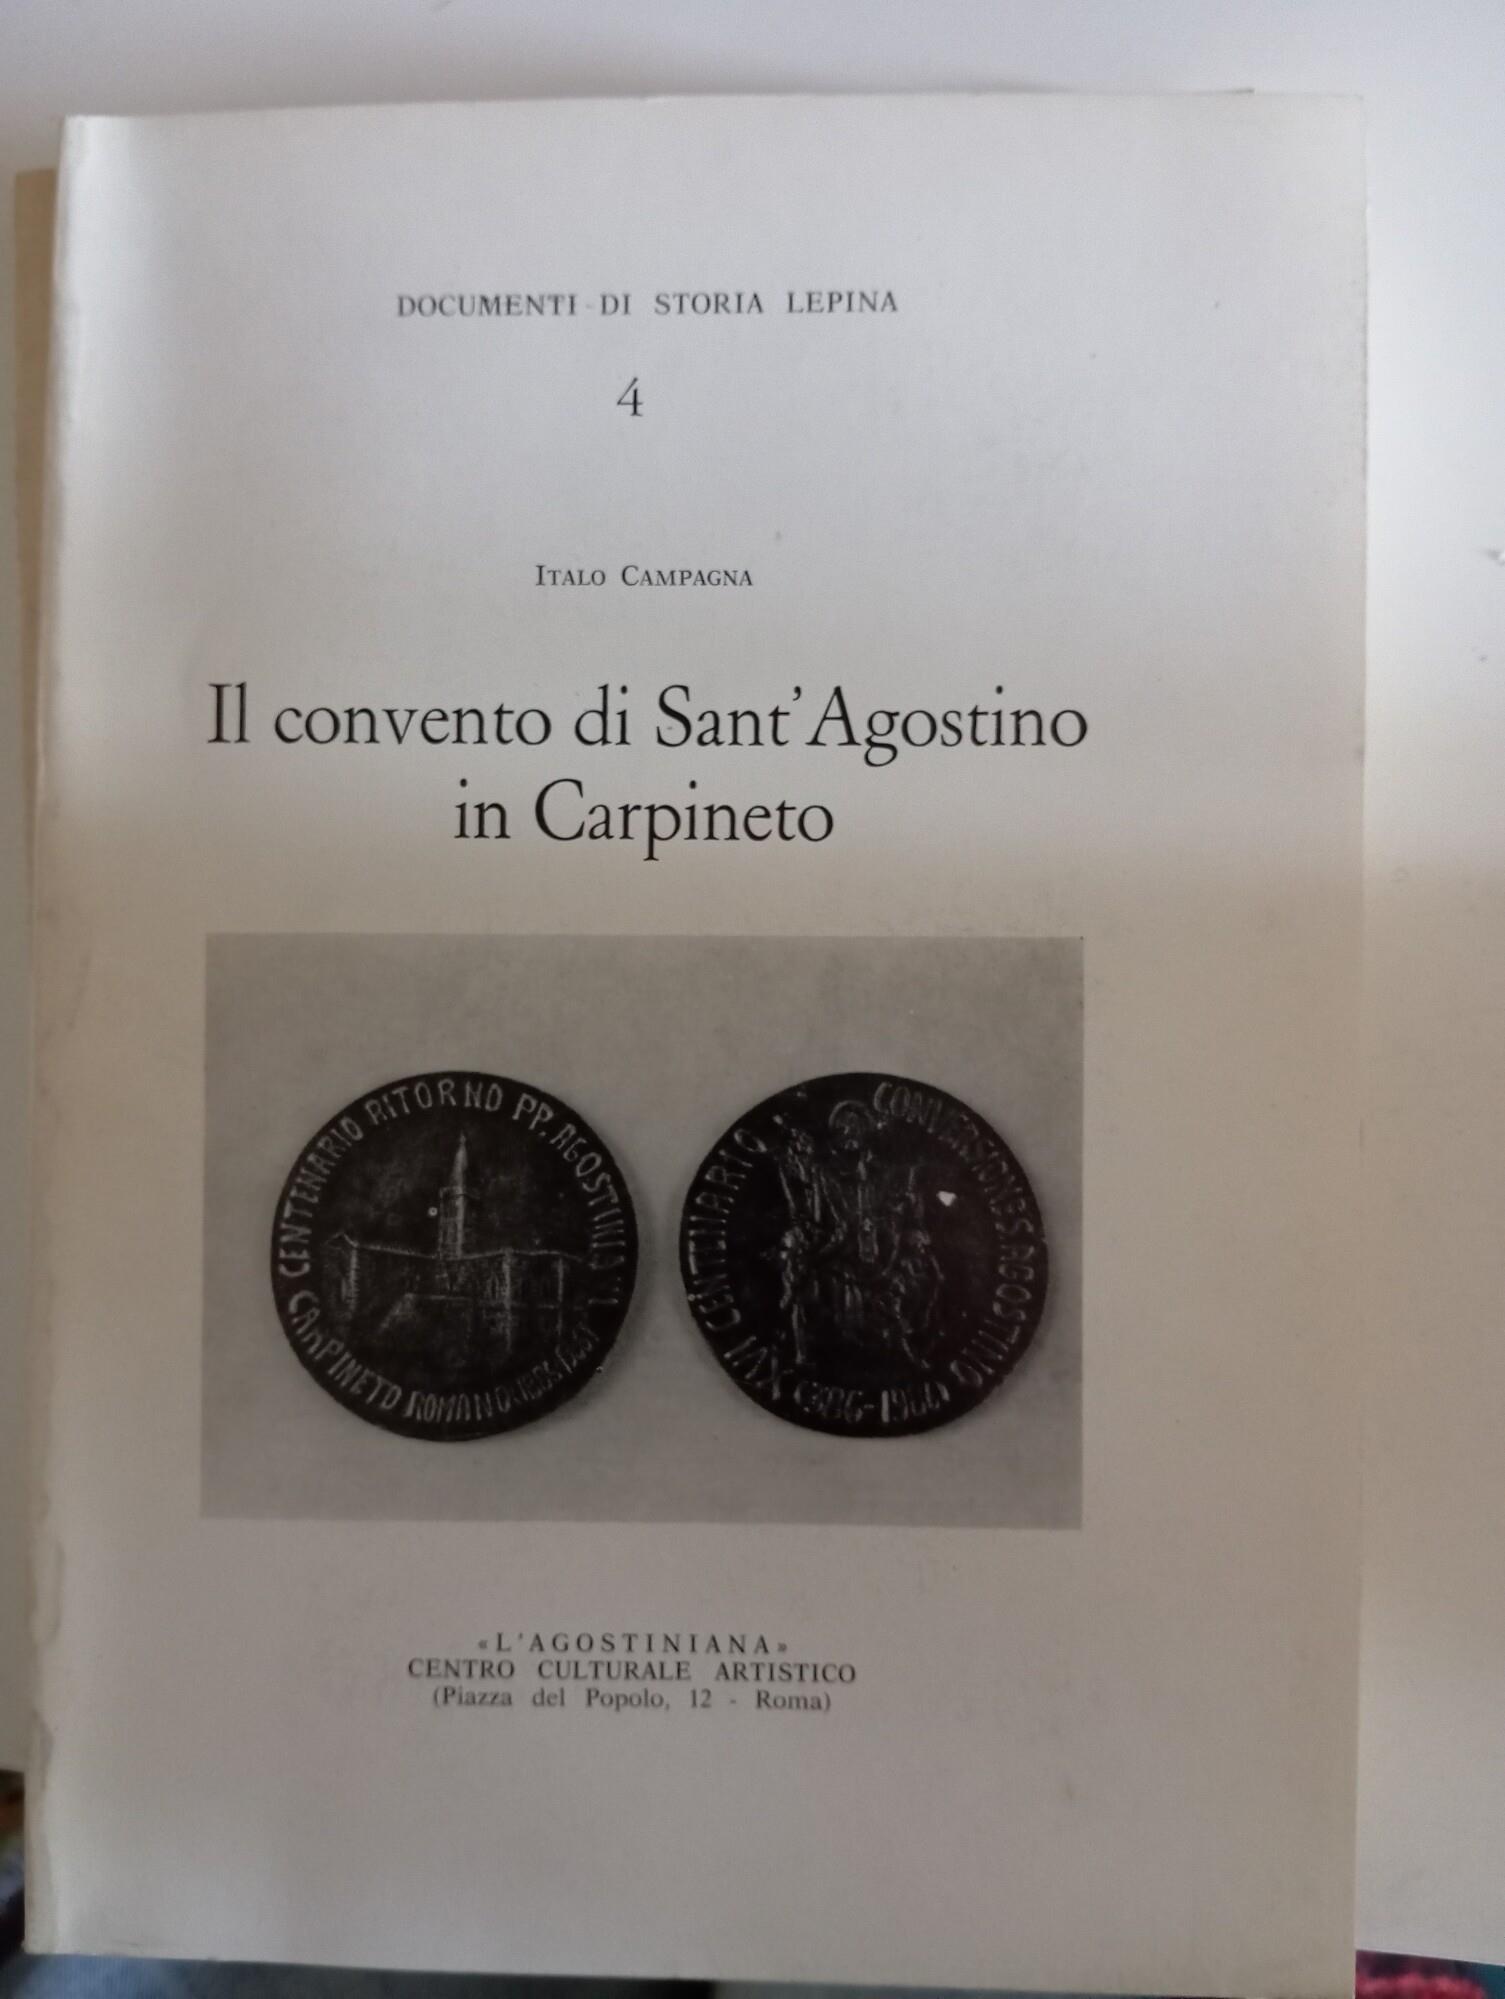 DOCUMENTI DI STORIA LEPINA
4
ITALO CAMPAGNA
Il convento di Sant'Agostino
in Carpineto
CENTENARIO RITORNO PP. AGOSTINIANI
CARPINETO ROMANO
XVI CENTENARIO
CONVERSIONE S. AGOSTINO
«L'AGOSTINIANA»
CENTRO CULTURALE ARTISTICO
(Piazza del Popolo, 12 - Roma)